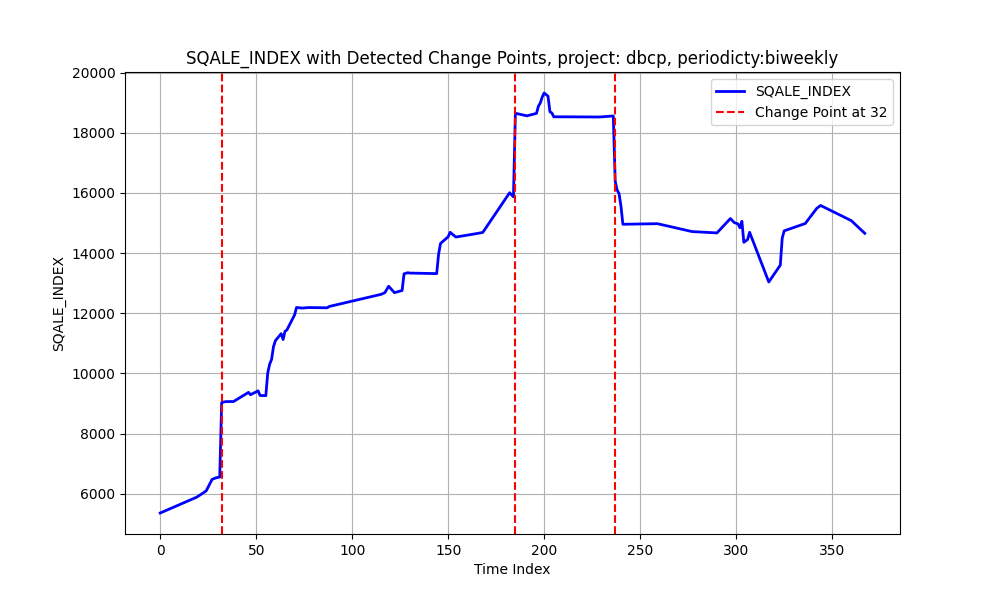 SQALE_INDEX with Detected Change Points, project: dbcp, periodicty:biweekly
SQALE_INDEX
Change Point at 32
20000
18000
16000
14000
12000
10000
8000
6000
SQALE_INDEX
0 50 100 150 200 250 300 350
Time Index